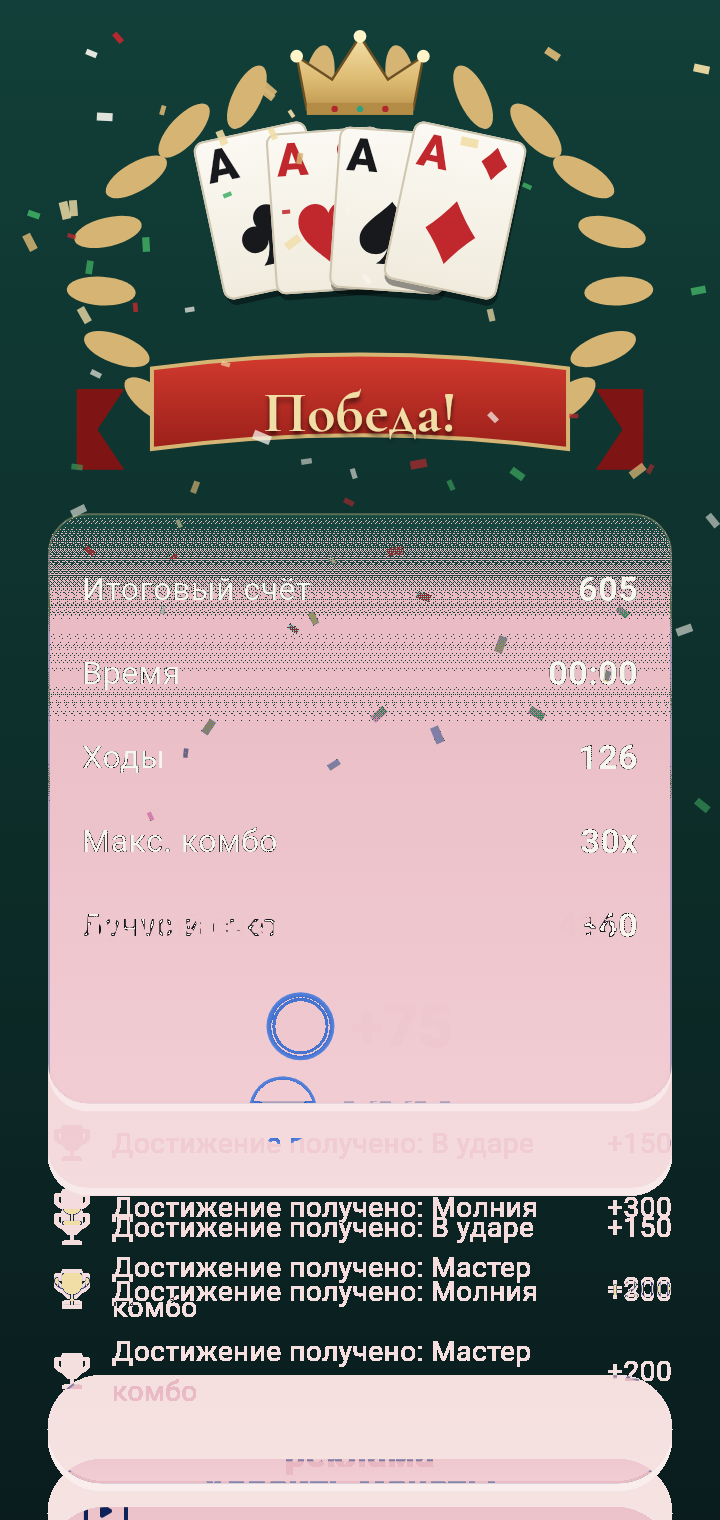 A A A A
Победа!
Итоговый счёт 605
Время 00:00
Ходы 126
Макс. комбо 30x
+75
Достижение получено: В ударе +150
Достижение получено: Молния +300
Достижение получено: В ударе +150
Достижение получено: Мастер
Достижение получено: Молния
комбо
Достижение получено: Мастер
+200
комбо